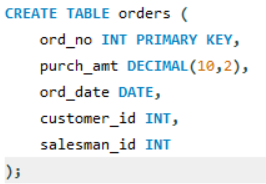 CREATE TABLE orders (
    ord_no INT PRIMARY KEY,
    purch_amt DECIMAL(10,2),
    ord_date DATE,
    customer_id INT,
    salesman_id INT
);